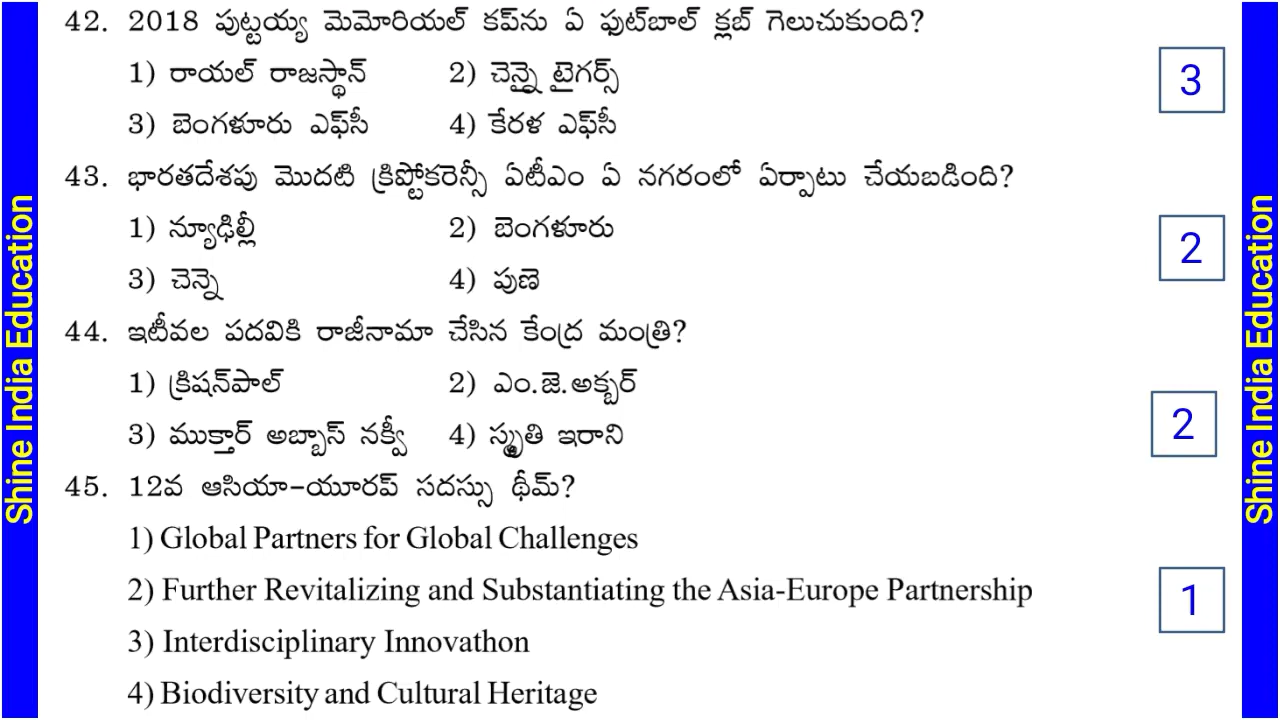 Shine India Education
42. 2018 పుట్టయ్య మెమోరియల్ కప్‌ను ఏ ఫుట్‌బాల్ క్లబ్ గెలుచుకుంది?
1) రాయల్ రాజస్థాన్ 2) చెన్నై టైగర్స్
3
3) బెంగళూరు ఎఫ్‌సీ 4) కేరళ ఎఫ్‌సీ
43. భారతదేశపు మొదటి క్రిప్టోకరెన్సీ ఏటీఎం ఏ నగరంలో ఏర్పాటు చేయబడింది?
1) న్యూఢిల్లీ 2) బెంగళూరు
2
3) చెన్నె 4) పుణె
44. ఇటీవల పదవికి రాజీనామా చేసిన కేంద్ర మంత్రి?
1) క్రిషన్‌పాల్ 2) ఎం.జె.అక్బర్
2
3) ముక్తార్ అబ్బాస్ నక్వీ 4) స్మృతి ఇరాని
45. 12వ ఆసియా-యూరప్ సదస్సు థీమ్?
1) Global Partners for Global Challenges
2) Further Revitalizing and Substantiating the Asia-Europe Partnership
1
3) Interdisciplinary Innovathon
4) Biodiversity and Cultural Heritage
Shine India Education